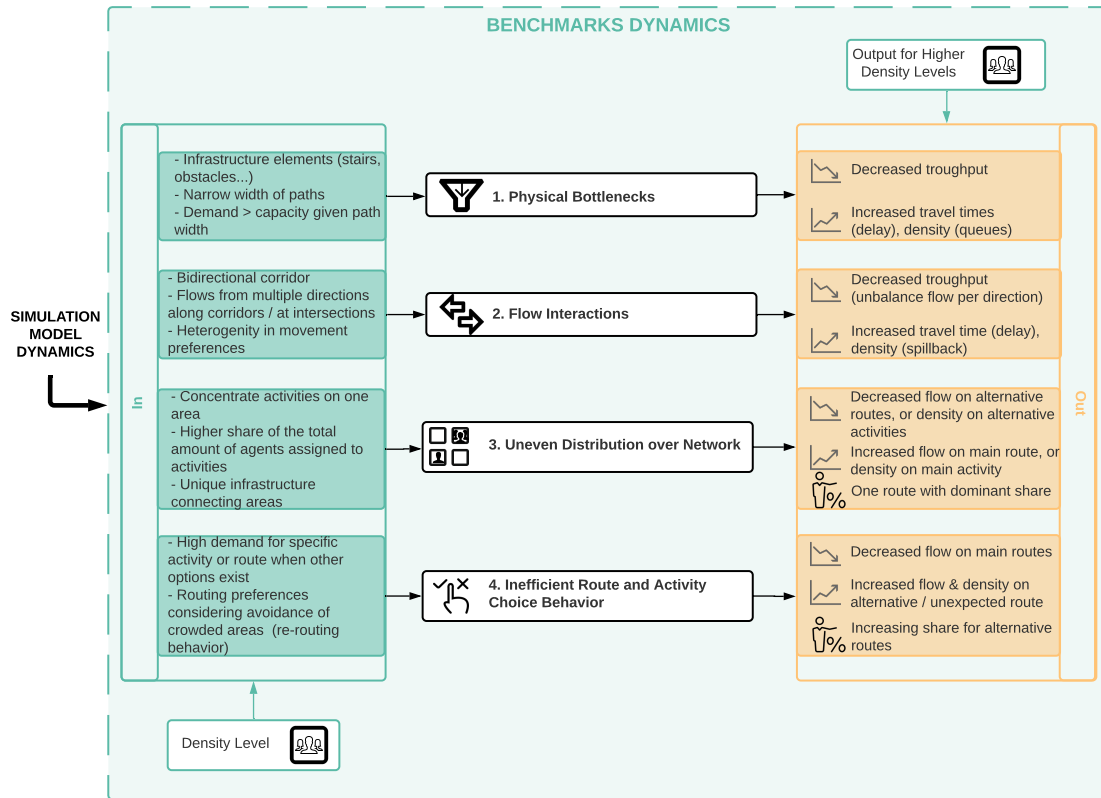 BENCHMARKS DYNAMICS
Output for Higher
Density Levels
SIMULATION
MODEL
DYNAMICS
In
- Infrastructure elements (stairs,
obstacles...)
- Narrow width of paths
- Demand > capacity given path
width
1. Physical Bottlenecks
Decreased troughput
Increased travel times
(delay), density (queues)
- Bidirectional corridor
- Flows from multiple directions
along corridors / at intersections
- Heterogenity in movement
preferences
2. Flow Interactions
Decreased troughput
(unbalance flow per direction)
Increased travel time (delay),
density (spillback)
- Concentrate activities on one
area
- Higher share of the total
amount of agents assigned to
activities
- Unique infrastructure
connecting areas
3. Uneven Distribution over Network
Decreased flow on alternative
routes, or density on alternative
activities
Increased flow on main route, or
density on main activity
% One route with dominant share
- High demand for specific
activity or route when other
options exist
- Routing preferences
considering avoidance of
crowded areas (re-routing
behavior)
4. Inefficient Route and Activity
Choice Behavior
Decreased flow on main routes
Increased flow & density on
alternative / unexpected route
% Increasing share for alternative
routes
Out
Density Level